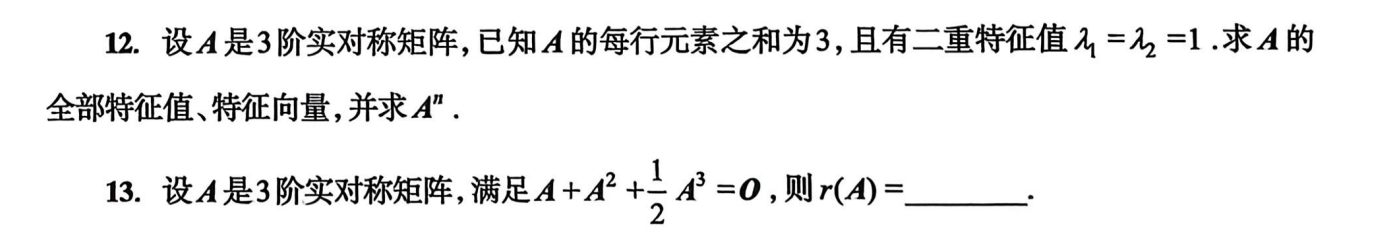 12. 设A是3阶实对称矩阵,已知A的每行元素之和为3,且有二重特征值λ₁=λ₂=1.求A的
全部特征值、特征向量,并求Aⁿ.
13. 设A是3阶实对称矩阵,满足A+A²+\frac{1}{2}A³=O,则r(A)=________.